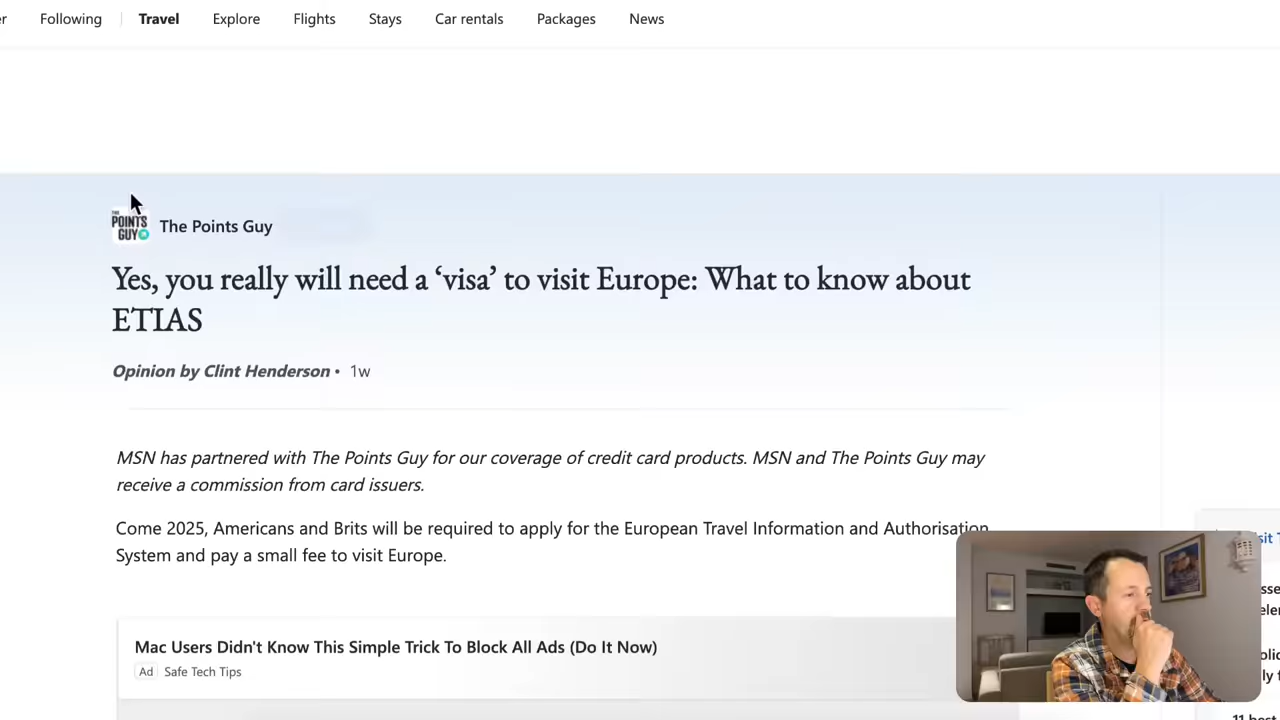 Following Travel Explore Flights Stays Car rentals Packages News
THE POINTS GUY The Points Guy
Yes, you really will need a ‘visa’ to visit Europe: What to know about
ETIAS
Opinion by Clint Henderson • 1w
MSN has partnered with The Points Guy for our coverage of credit card products. MSN and The Points Guy may
receive a commission from card issuers.
Come 2025, Americans and Brits will be required to apply for the European Travel Information and Authorisation
System and pay a small fee to visit Europe.
Mac Users Didn't Know This Simple Trick To Block All Ads (Do It Now)
Ad Safe Tech Tips
11 best